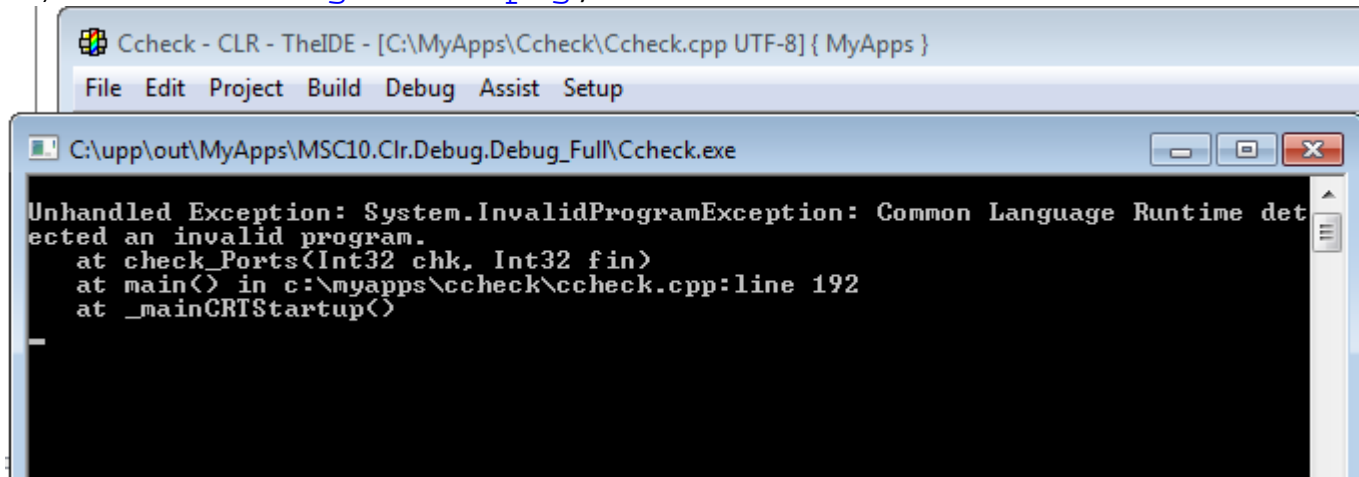 Ccheck - CLR - TheIDE - [C:\MyApps\Ccheck\Ccheck.cpp UTF-8] { MyApps }
File Edit Project Build Debug Assist Setup
C:\upp\out\MyApps\MSC10.Clr.Debug.Debug_Full\Ccheck.exe
Unhandled Exception: System.InvalidProgramException: Common Language Runtime det
ected an invalid program.
   at check_Ports(Int32 chk, Int32 fin)
   at main() in c:\myapps\ccheck\ccheck.cpp:line 192
   at _mainCRTStartup()